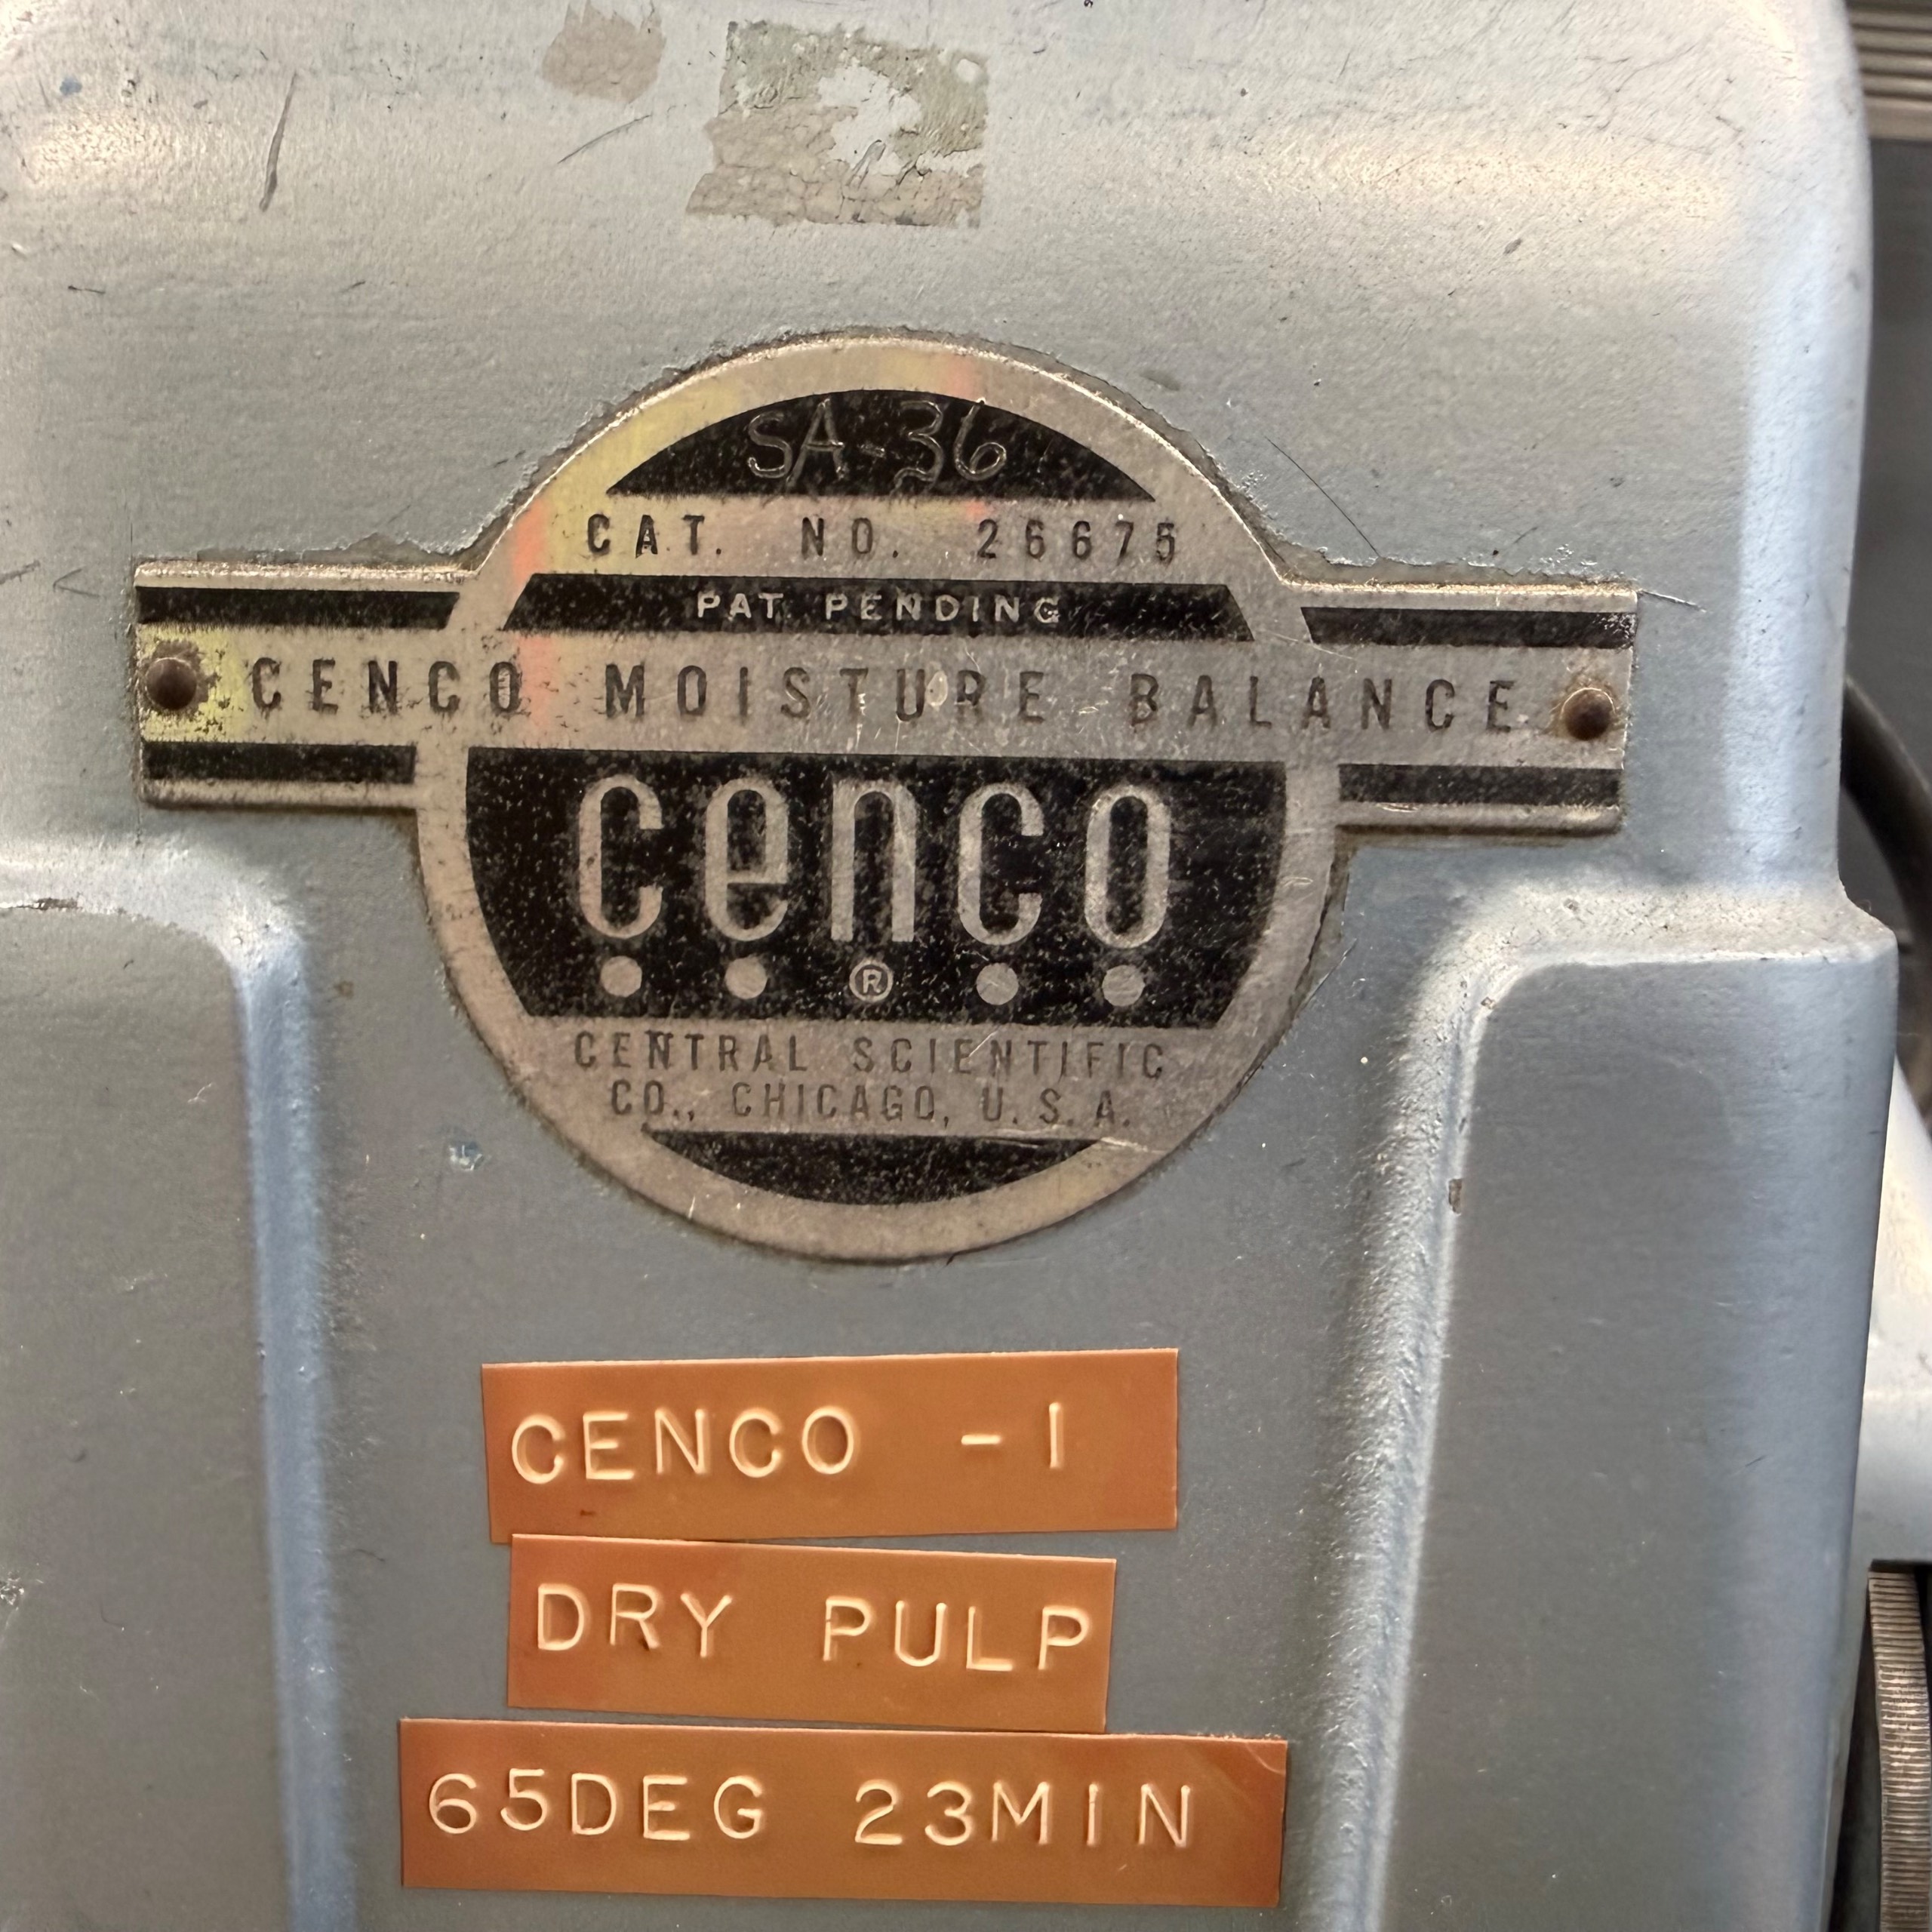 SA-36
CAT. NO. 26675
PAT. PENDING
CENCO MOISTURE BALANCE
cenco
®
CENTRAL SCIENTIFIC
CO., CHICAGO, U.S.A.
CENCO -1
DRY PULP
65DEG 23MIN